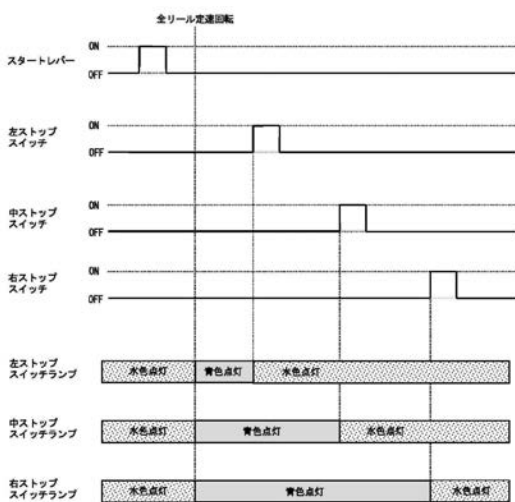 全リール定速回転
スタートレバー
ON
OFF
左ストップ
スイッチ
ON
OFF
中ストップ
スイッチ
ON
OFF
右ストップ
スイッチ
ON
OFF
左ストップ
スイッチランプ
水色点灯 青色点灯 水色点灯
中ストップ
スイッチランプ
水色点灯 青色点灯 水色点灯
右ストップ
スイッチランプ
水色点灯 青色点灯 水色点灯